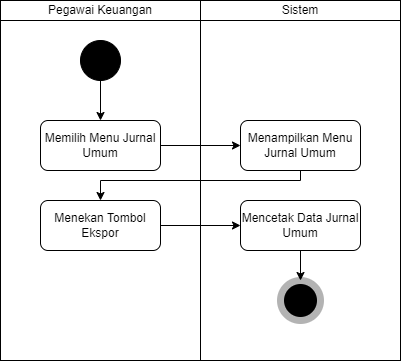 Pegawai Keuangan
Sistem
Memilih Menu Jurnal
Umum
Menampilkan Menu
Jurnal Umum
Menekan Tombol
Ekspor
Mencetak Data Jurnal
Umum